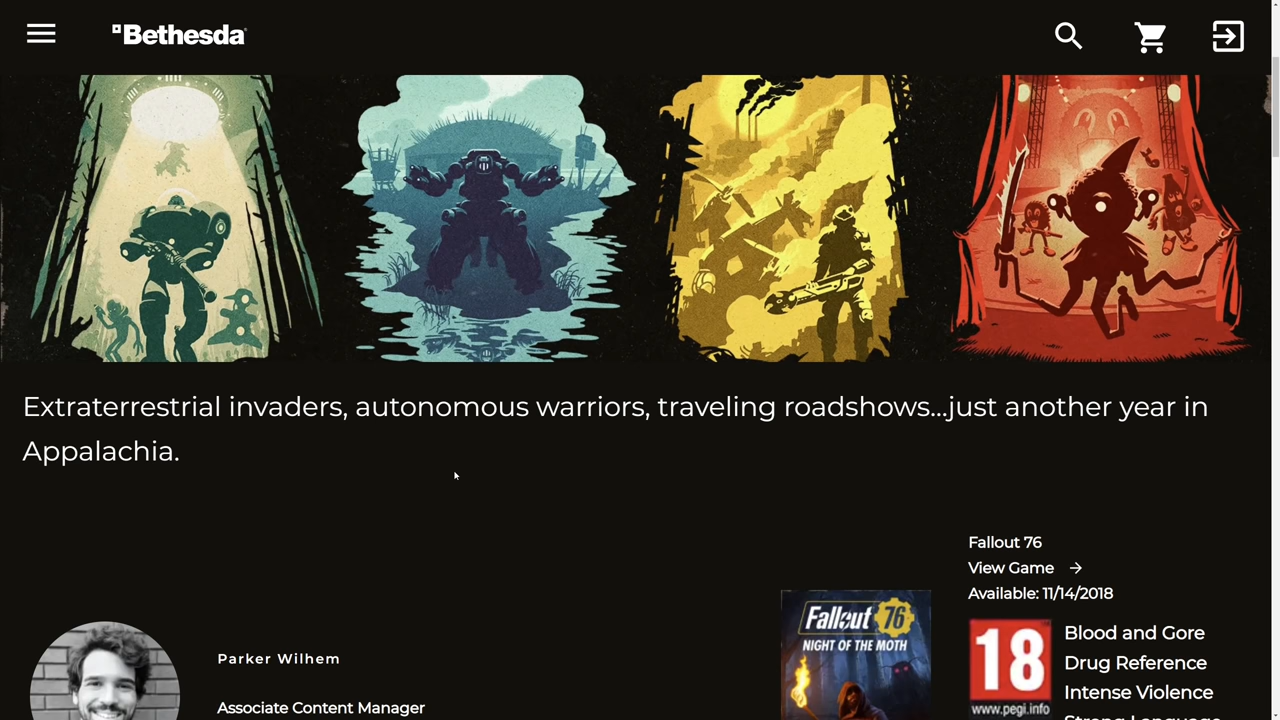 Bethesda
Extraterrestrial invaders, autonomous warriors, traveling roadshows...just another year in
Appalachia.
Fallout 76
View Game
Available: 11/14/2018
Fallout 76
NIGHT OF THE MOTH
18
www.pegi.info
Blood and Gore
Drug Reference
Intense Violence
Strong Language
Parker Wilhem
Associate Content Manager